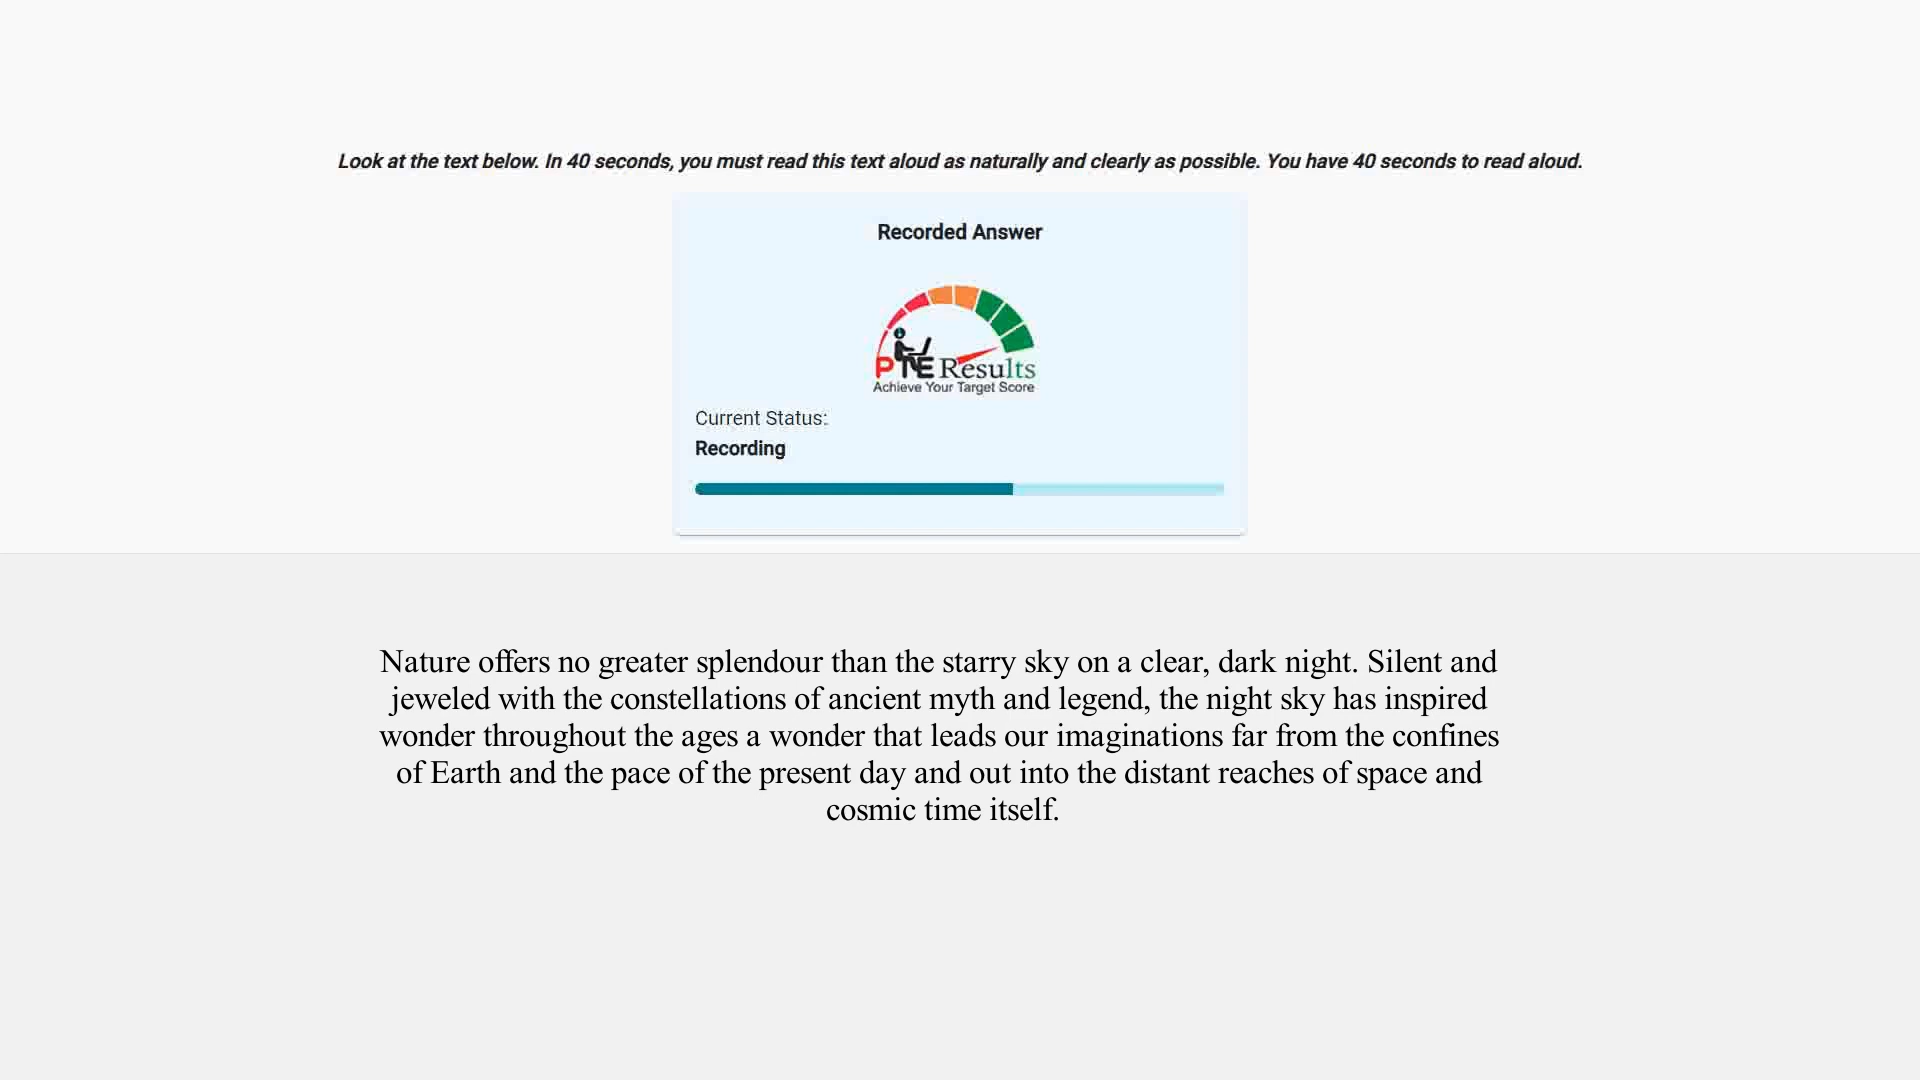 Look at the text below. In 40 seconds, you must read this text aloud as naturally and clearly as possible. You have 40 seconds to read aloud.
Recorded Answer
PTE Results
Achieve Your Target Score
Current Status:
Recording
Nature offers no greater splendour than the starry sky on a clear, dark night. Silent and
jeweled with the constellations of ancient myth and legend, the night sky has inspired
wonder throughout the ages a wonder that leads our imaginations far from the confines
of Earth and the pace of the present day and out into the distant reaches of space and
cosmic time itself.